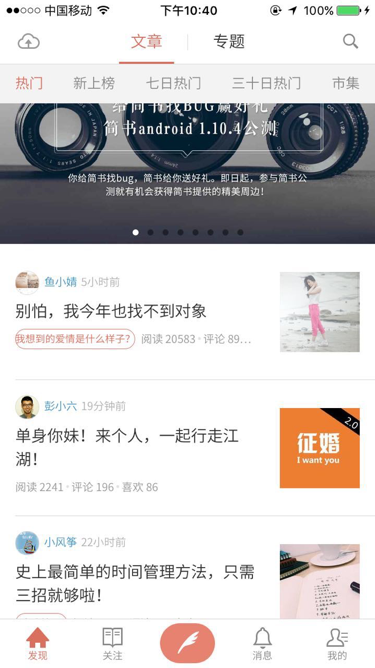 中国移动 下午10:40 100%
文章 专题
热门 新上榜 七日热门 三十日热门 市集
给简书找BUG赢好礼
简书android 1.10.4公测
你给简书找bug，简书给你送好礼。即日起，参与简书公
测就有机会获得简书提供的精美周边！
鱼小婧 5小时前
别怕，我今年也找不到对象
我想到的爱情是什么样子？ 阅读 20583 · 评论 89...
彭小六 19分钟前
单身你妹！来个人，一起行走江
湖！
阅读 2241 · 评论 196 · 喜欢 86
2.0
征婚
I want you
小风筝 22小时前
史上最简单的时间管理方法，只需
三招就够啦！
发现 关注 消息 我的